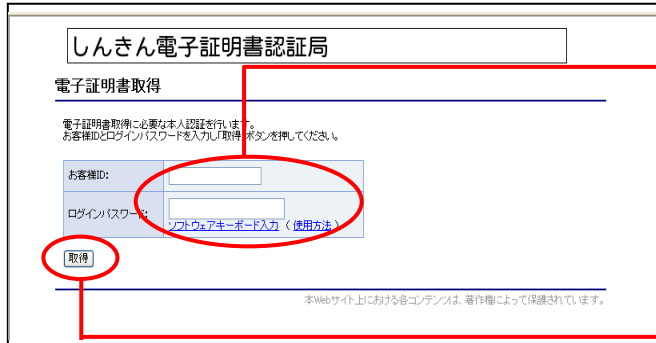 しんきん電子証明書認証局
電子証明書取得
電子証明書取得に必要な本人認証を行います。
お客様IDとログインパスワードを入力し「取得」ボタンを押してください。
お客様ID:
ログインパスワード:
ソフトウェアキーボード入力 ( 使用方法 )
取得
本Webサイト上における各コンテンツは、著作権によって保護されています。